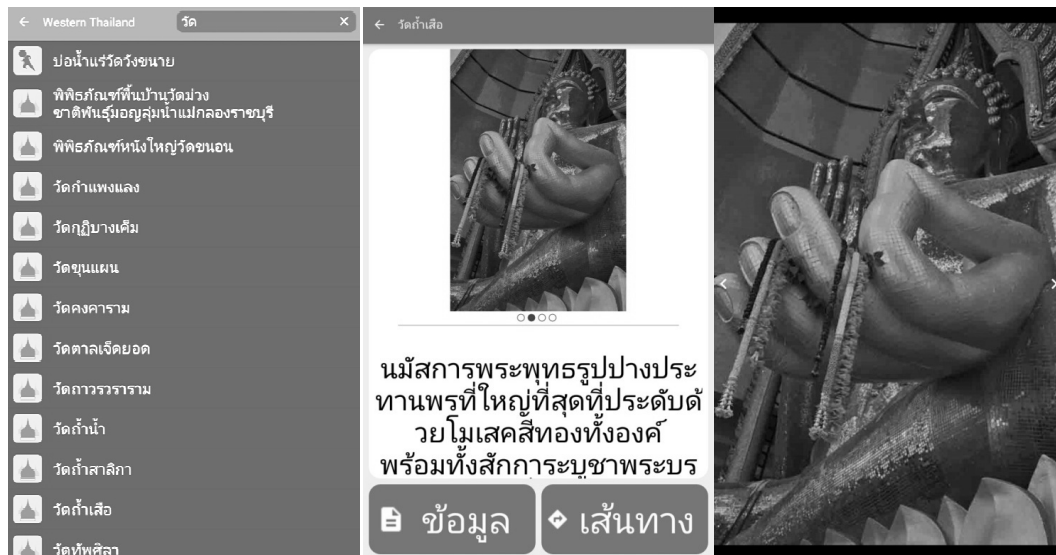 Western Thailand
วัด
บ่อน้ำแร่วัดวังขนาย
พิพิธภัณฑ์พื้นบ้านวัดม่วง
ชาติพันธุ์มอญลุ่มน้ำแม่กลองราชบุรี
พิพิธภัณฑ์หนังใหญ่วัดขนอน
วัดกำแพงแลง
วัดกุฏิบางเค็ม
วัดขุนแผน
วัดคงคาราม
วัดตาลเจ็ดยอด
วัดถาวรวราราม
วัดถ้ำน้ำ
วัดถ้ำสาลิกา
วัดถ้ำเสือ
วัดทัพศิลา
วัดถ้ำเสือ
นมัสการพระพุทธรูปปางประ
ทานพรที่ใหญ่ที่สุดที่ประดับด้
วยโมเสคสีทองทั้งองค์
พร้อมทั้งสักการะบูชาพระบร
ข้อมูล
เส้นทาง